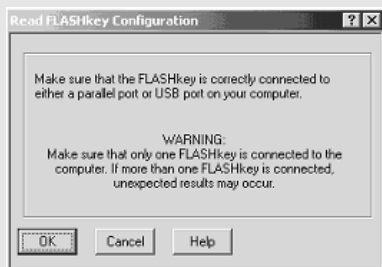 Read FLASHkey Configuration
Make sure that the FLASHkey is correctly connected to
either a parallel port or USB port on your computer.
WARNING:
Make sure that only one FLASHkey is connected to the
computer. If more than one FLASHkey is connected,
unexpected results may occur.
OK Cancel Help